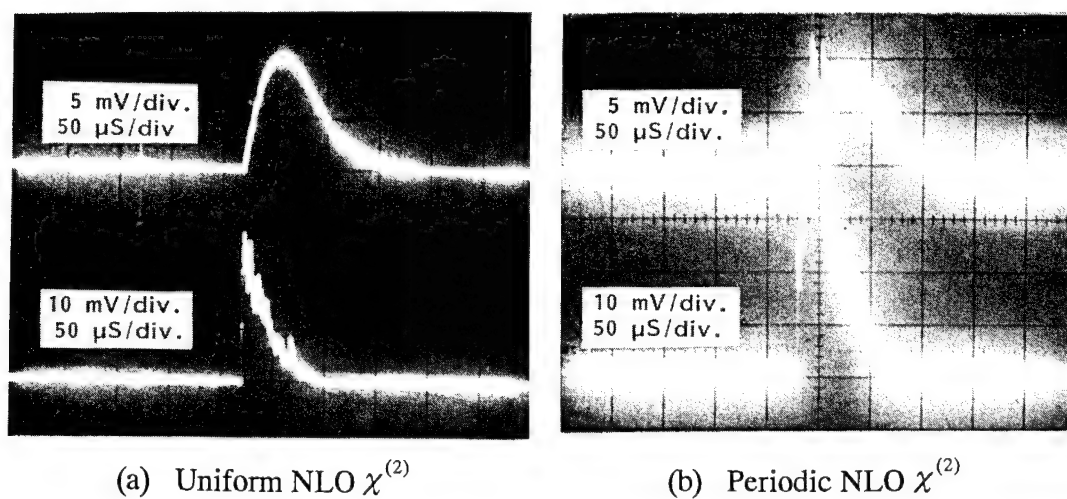 5 mV/div.
50 μS/div
10 mV/div.
50 μS/div.
5 mV/div.
50 μS/div.
10 mV/div.
50 μS/div.
(a) Uniform NLO χ⁽²⁾
(b) Periodic NLO χ⁽²⁾